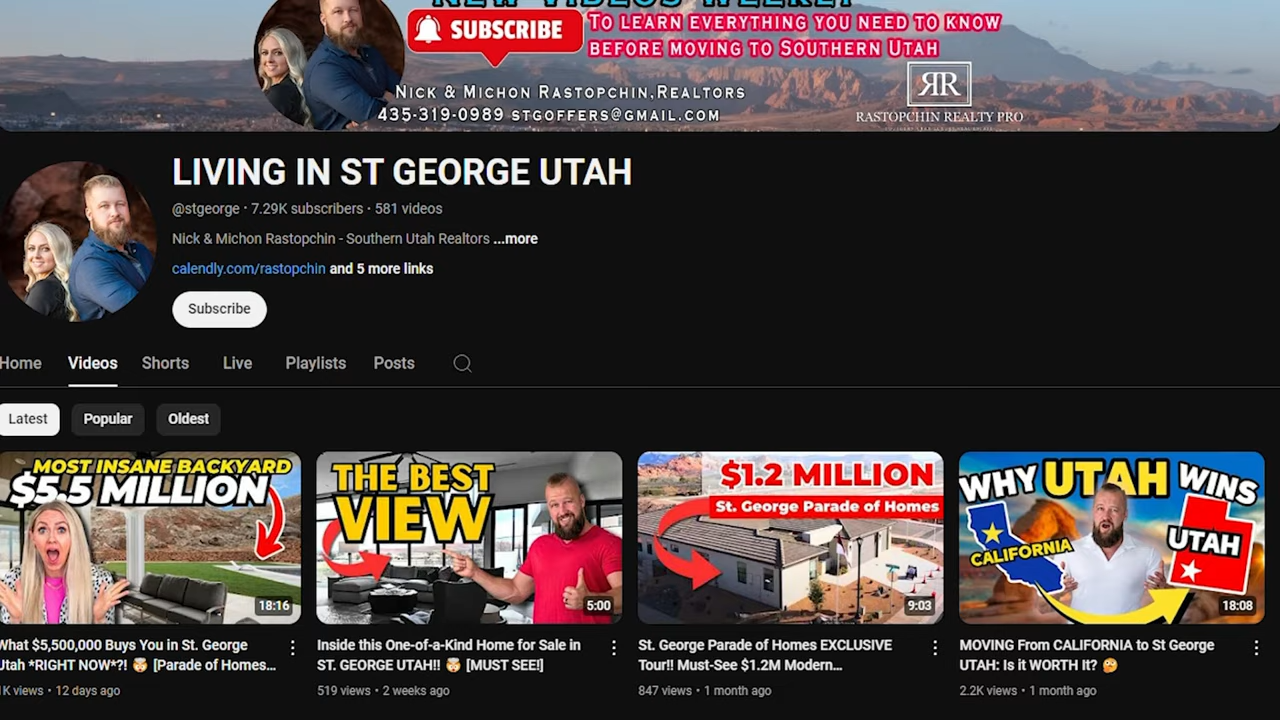 NEW VIDEOS WEEKLY
SUBSCRIBE
TO LEARN EVERYTHING YOU NEED TO KNOW
BEFORE MOVING TO SOUTHERN UTAH
NICK & MICHON RASTOPCHIN, REALTORS
435-319-0989 STGOFFERS@GMAIL.COM
RR
RASTOPCHIN REALTY PRO
LIVING IN ST GEORGE UTAH
@stgeorge · 7.29K subscribers · 581 videos
Nick & Michon Rastopchin - Southern Utah Realtors ...more
calendly.com/rastopchin and 5 more links
Subscribe
Home Videos Shorts Live Playlists Posts
Latest Popular Oldest
MOST INSANE BACKYARD
$5.5 MILLION
18:16
What $5,500,000 Buys You in St. George
Utah *RIGHT NOW*?! 🤯 [Parade of Homes...
1K views · 12 days ago
THE BEST
VIEW
5:00
Inside this One-of-a-Kind Home for Sale in
ST. GEORGE UTAH!! 🤯 [MUST SEE!]
519 views · 2 weeks ago
$1.2 MILLION
St. George Parade of Homes
9:03
St. George Parade of Homes EXCLUSIVE
Tour!! Must-See $1.2M Modern...
847 views · 1 month ago
WHY UTAH WINS
CALIFORNIA
UTAH
18:08
MOVING From CALIFORNIA to St George
UTAH: Is it WORTH It? 🤔
2.2K views · 1 month ago